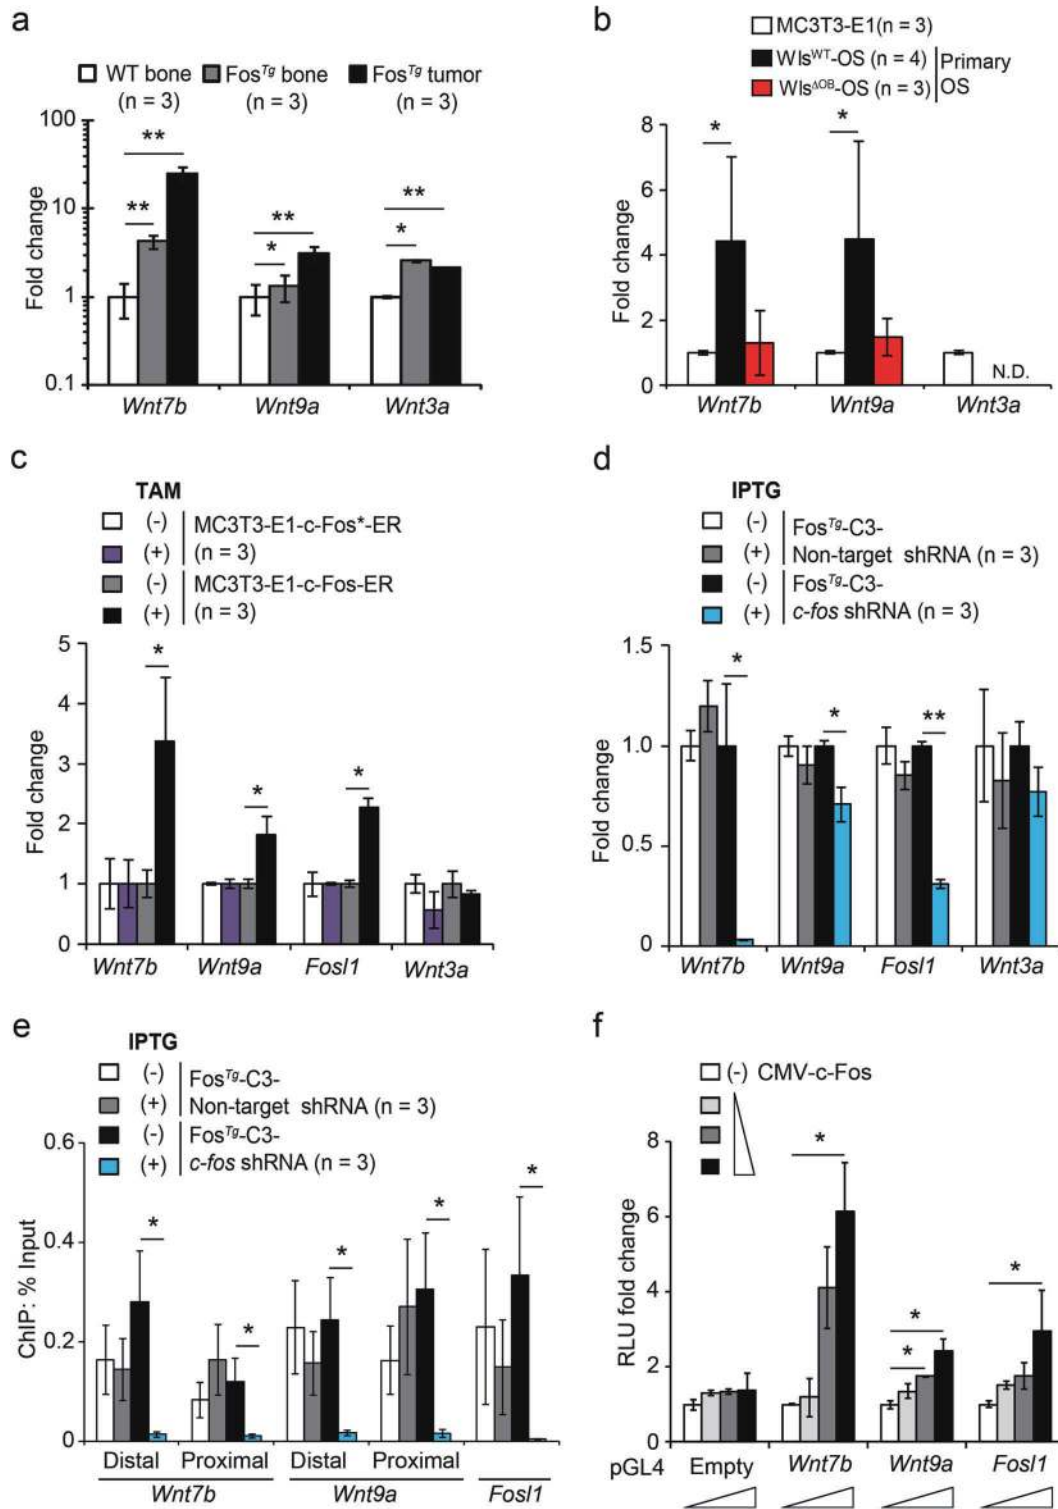 a
WT bone Fos^Tg bone Fos^Tg tumor
(n = 3) (n = 3) (n = 3)
Fold change
100
10
1
0.1
** ** * ** * **
Wnt7b Wnt9a Wnt3a
b
MC3T3-E1(n = 3)
Wls^WT-OS (n = 4)
Wls^ΔOB-OS (n = 3)
Primary
OS
Fold change
8
6
4
2
0
* *
N.D.
Wnt7b Wnt9a Wnt3a
c
TAM
(-) MC3T3-E1-c-Fos*-ER
(+) (n = 3)
(-) MC3T3-E1-c-Fos-ER
(+) (n = 3)
Fold change
5
4
3
2
1
0
* * *
Wnt7b Wnt9a Fosl1 Wnt3a
d
IPTG
(-) Fos^Tg-C3-
(+) Non-target shRNA (n = 3)
(-) Fos^Tg-C3-
(+) c-fos shRNA (n = 3)
Fold change
1.5
1.0
0.5
0
* * **
Wnt7b Wnt9a Fosl1 Wnt3a
e
IPTG
(-) Fos^Tg-C3-
(+) Non-target shRNA (n = 3)
(-) Fos^Tg-C3-
(+) c-fos shRNA (n = 3)
ChIP: % Input
0.6
0.4
0.2
0
* * * * *
Distal Proximal Distal Proximal
Wnt7b Wnt9a Fosl1
f
(-) CMV-c-Fos
RLU fold change
8
6
4
2
0
* * * *
pGL4 Empty Wnt7b Wnt9a Fosl1